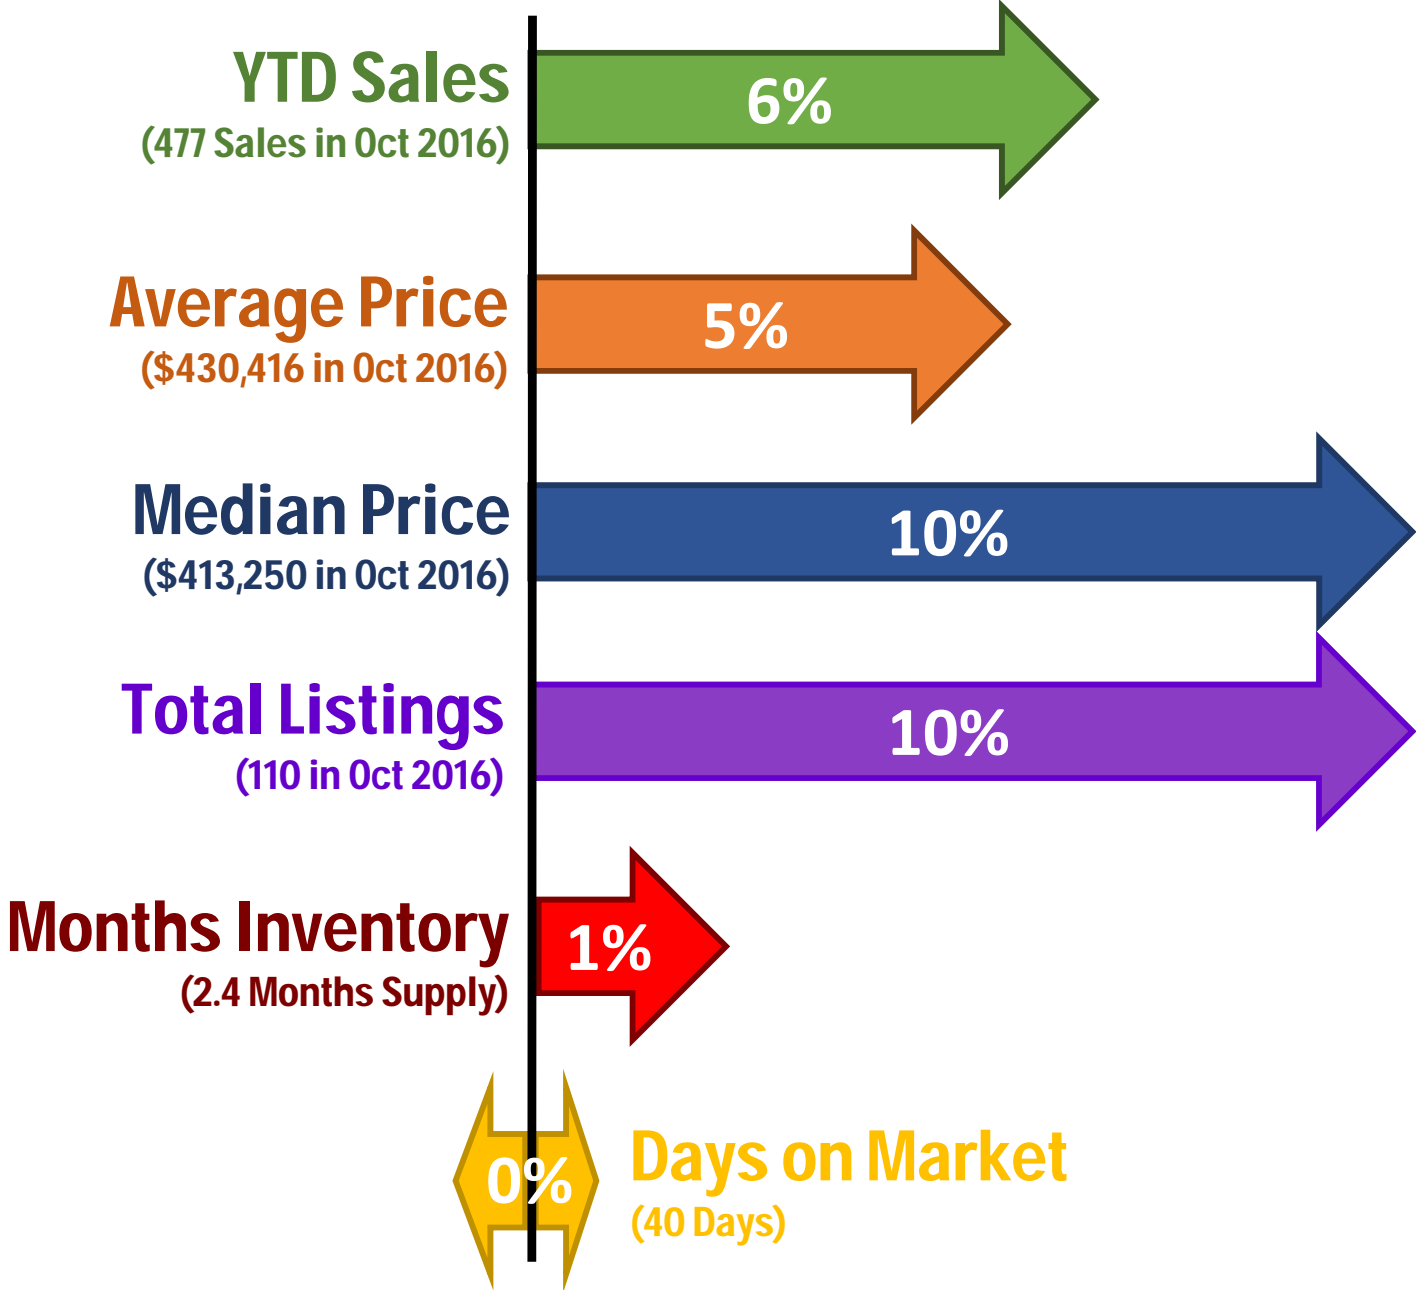 YTD Sales
(477 Sales in Oct 2016)
6%
Average Price
($430,416 in Oct 2016)
5%
Median Price
($413,250 in Oct 2016)
10%
Total Listings
(110 in Oct 2016)
10%
Months Inventory
(2.4 Months Supply)
1%
0%
Days on Market
(40 Days)